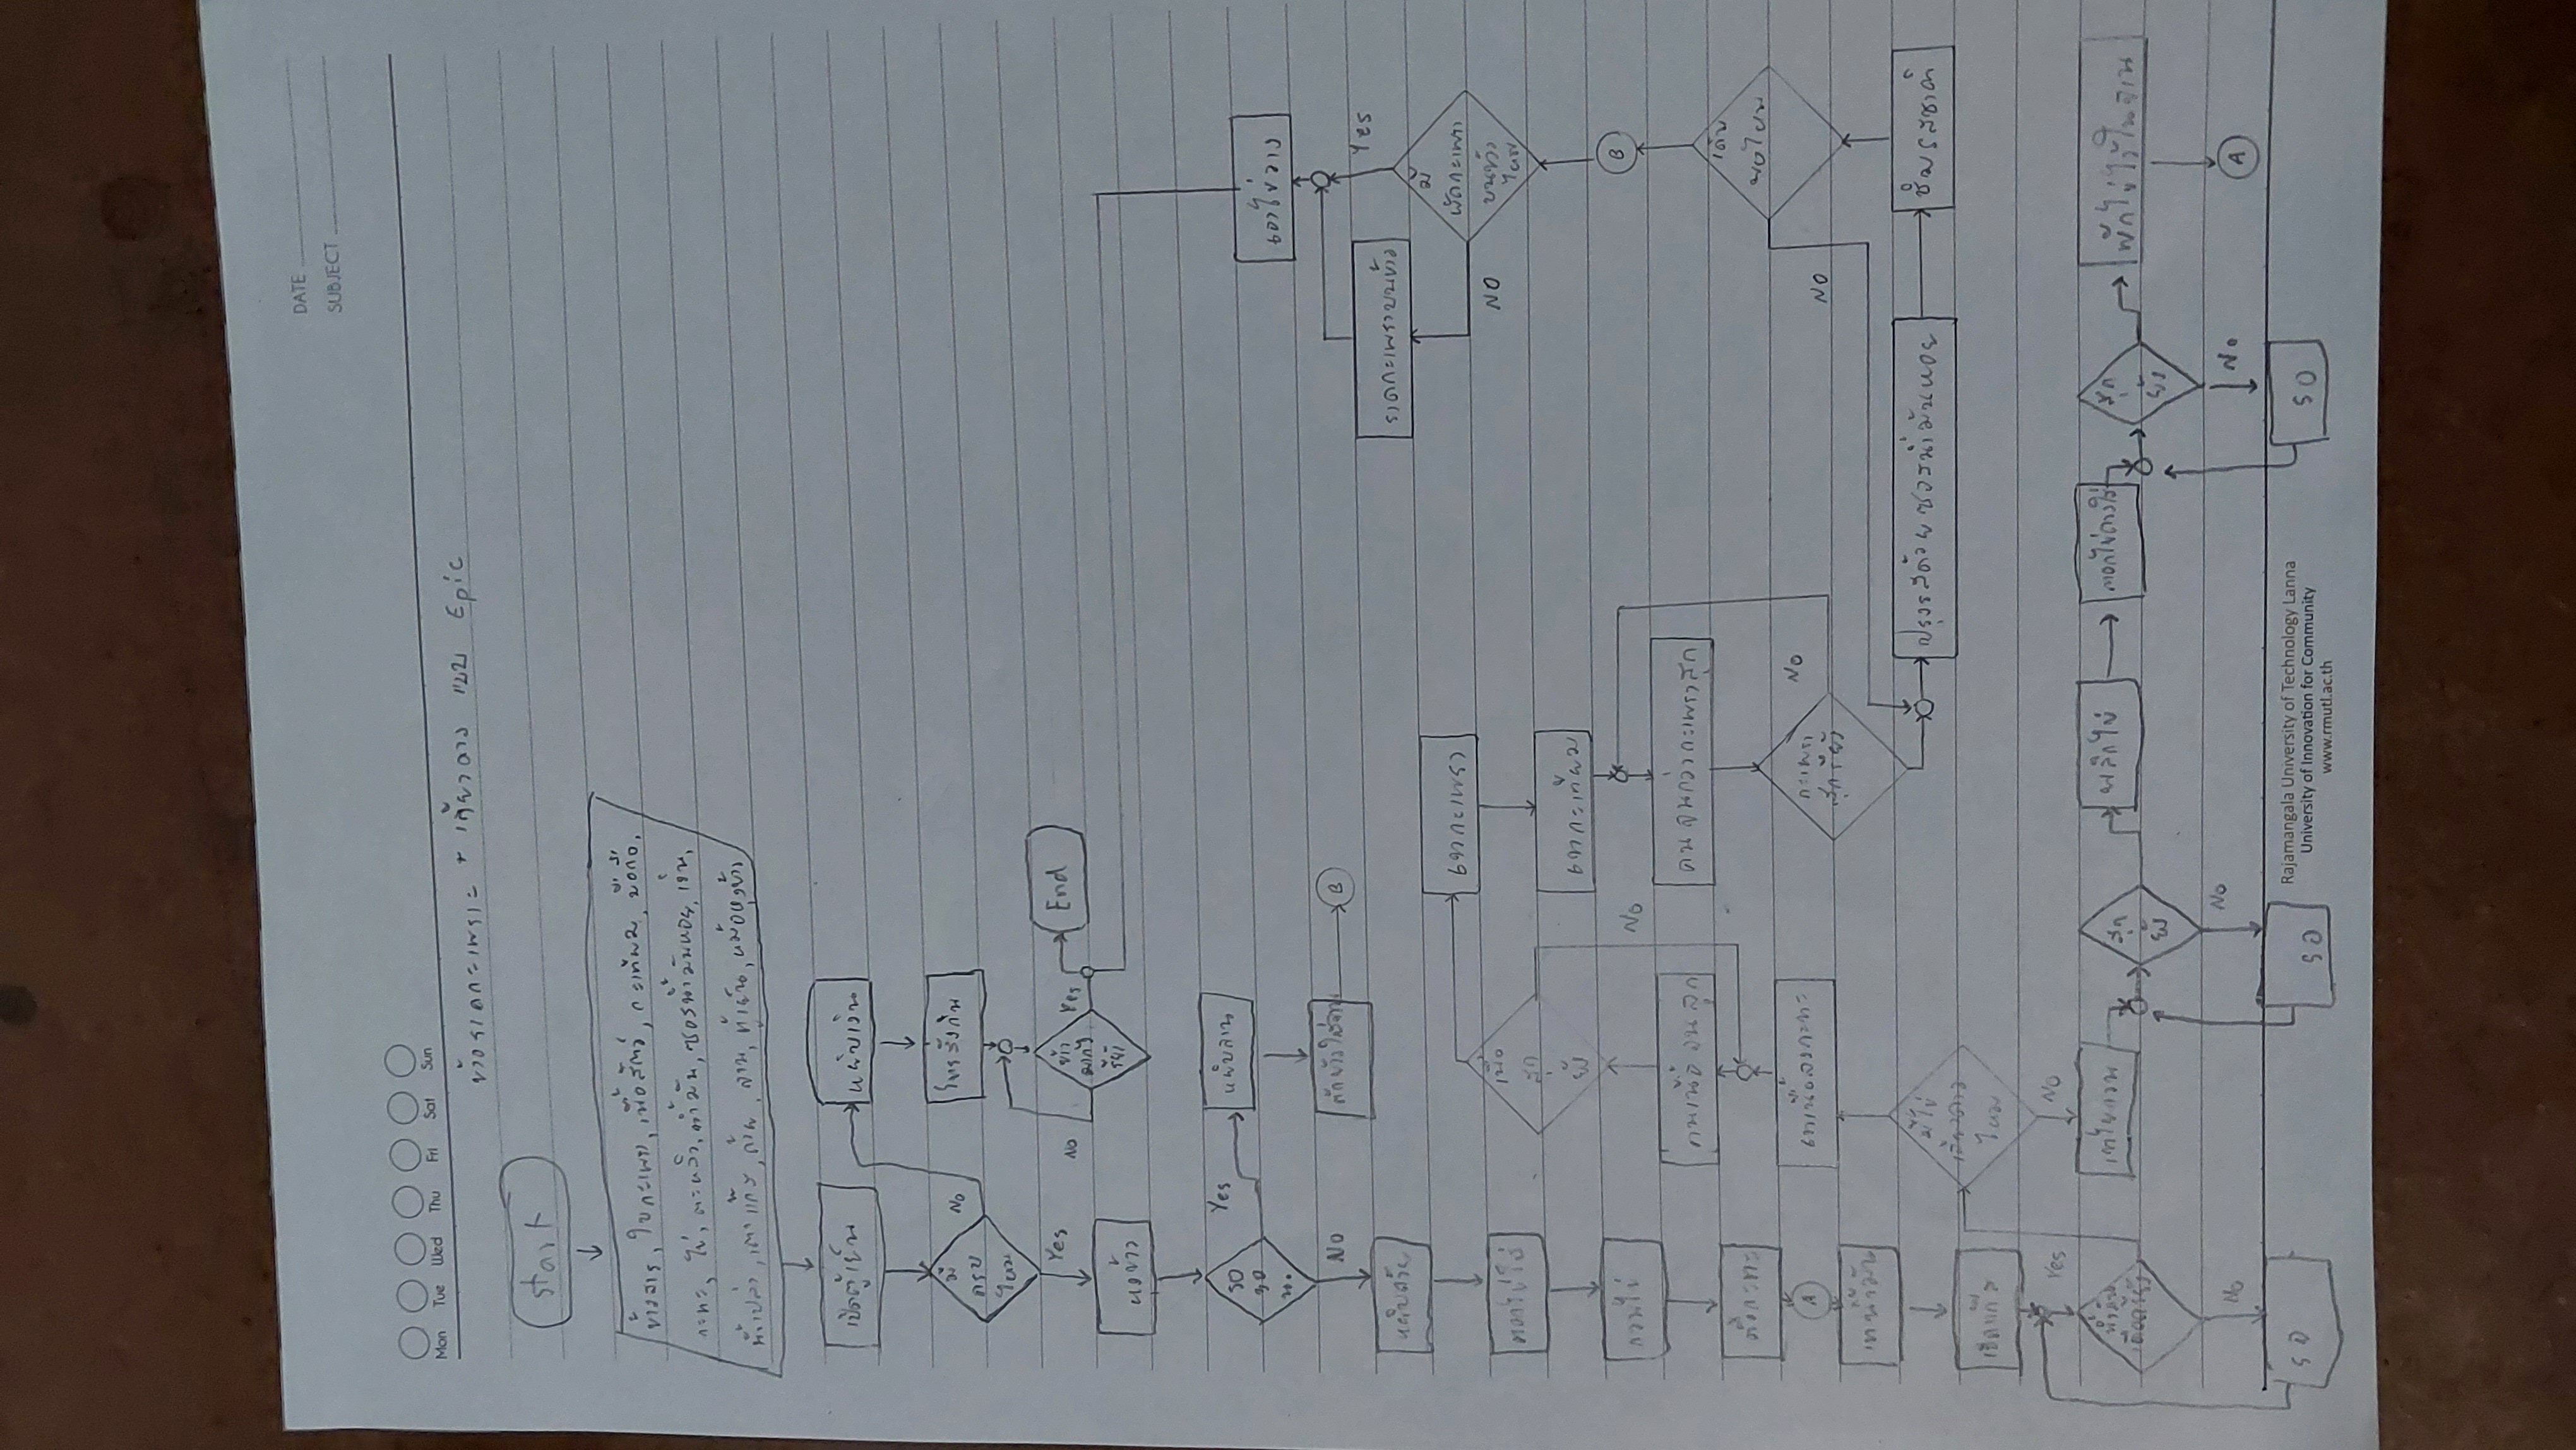 DATE
SUBJECT
Mon Tue Wed Thu Fri Sat Sun
ข้าวราดกะเพราะ + เจียวดาว แบบ Epic
Start
ข้าวสาร, ใบกะเพรา, เนื้อสัตว์, กะเทียม, มือถือ,
กะทะ, ไข่, ตะหลิว, น้ำมัน, ซอสน้ำมันหอย, เงิน,
น้ำเปล่า, เตาแก๊ส, ถ้วย, จาน, ตู้เย็น, หม้อหุงข้าว
เปิดตู้เย็น
หยิบเงิน
มี
ครบ
ไหม
No
โทรสั่งกิน
Yes
No
ข้าว
มาถึง
รึยัง
Yes
End
หุงข้าว
รอ
30
น.
Yes
หยิบจาน
เอาไข่วาง
No
ตักข้าวใส่จาน
B
หยิบถ้วย
ราดกะเพราบนข้าว
Yes
มี
ผัดกะเพรา
บนข้าว
ไหม
NO
ตอกไข่ใส่
เนื้อ
สุก
ยัง
เทกะเพรา
เทกะเทียม
กวนไข่
No
B
คนเนื้อจนสุก
คนจนกว่ากะเพราสุก
ตั้งกะทะ
A
เทเนื้อลงกะทะ
กะเพรา
สุกรึยัง
No
เค็ม
พอไหม
NO
เทน้ำมัน
มีไข่
เจียวดาว
ไหม
ปรุงรสด้วยซอสน้ำมันหอย
ชิมรสชาติ
เปิดแก๊ส
Yes
No
น้ำมัน
เดือดรึยัง
เทไข่กวน
สุก
ยัง
พลิกไข่
ตอกไข่ดาวใส่
สุก
ยัง
พักไข่ไว้ในจาน
No
No
No
A
รอ
รอ
รอ
Rajamangala University of Technology Lanna
University of Innovation for Community
www.rmutl.ac.th